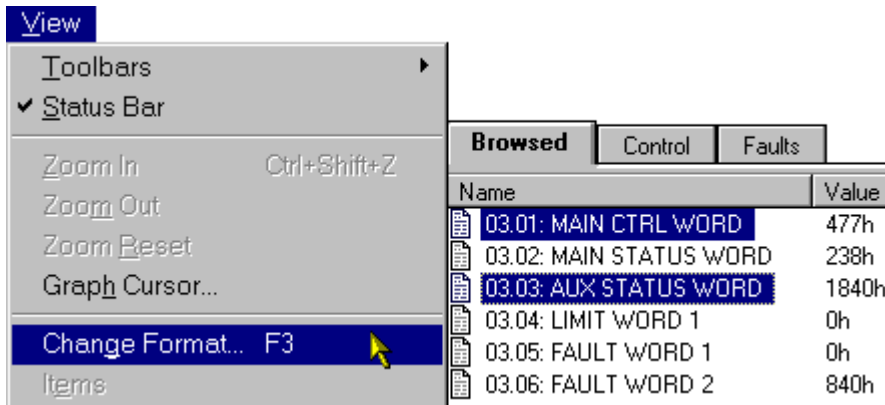 View
Toolbars
Status Bar
Zoom In Ctrl+Shift+Z
Zoom Out
Zoom Reset
Graph Cursor...
Change Format... F3
Items
Browsed Control Faults
Name Value
03.01: MAIN CTRL WORD 477h
03.02: MAIN STATUS WORD 238h
03.03: AUX STATUS WORD 1840h
03.04: LIMIT WORD 1 0h
03.05: FAULT WORD 1 0h
03.06: FAULT WORD 2 840h